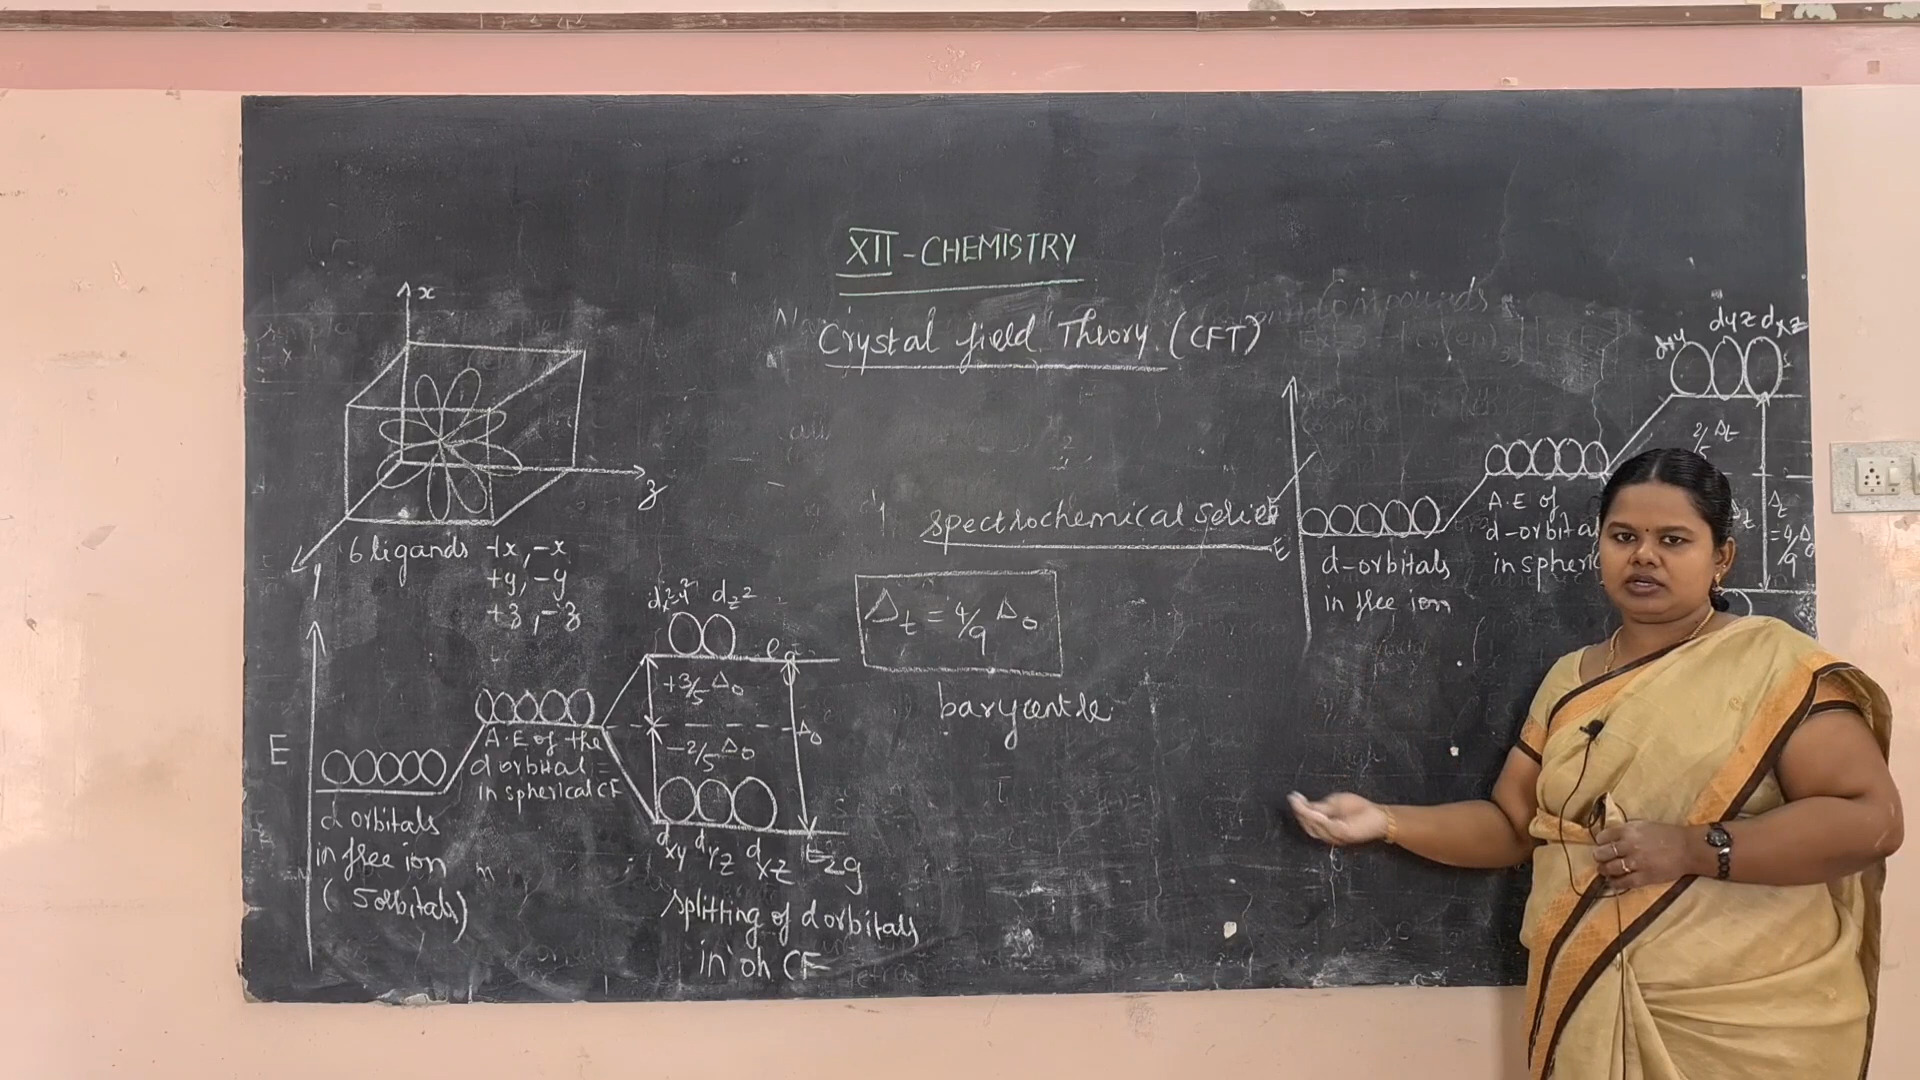 XII - CHEMISTRY
Crystal field Theory (CFT)
x
z
6 ligands +x, -x
+y, -y
+z, -z
E
d orbitals
in free ion
( 5 orbitals)
A.E of the
d orbital
in spherical CF
dx²-y² dz²
eg
+3/5 Δo
-2/5 Δo
Δo
dxy dyz dxz
t2g
splitting of d orbitals
in oh CF
spectrochemical series
Δt = 4/9 Δo
barycentre
E
d-orbitals
in free ion
A.E of
d-orbital
in spheri
dxy dyz dxz
2/5 Δt
Δt
= 4/9 Δo